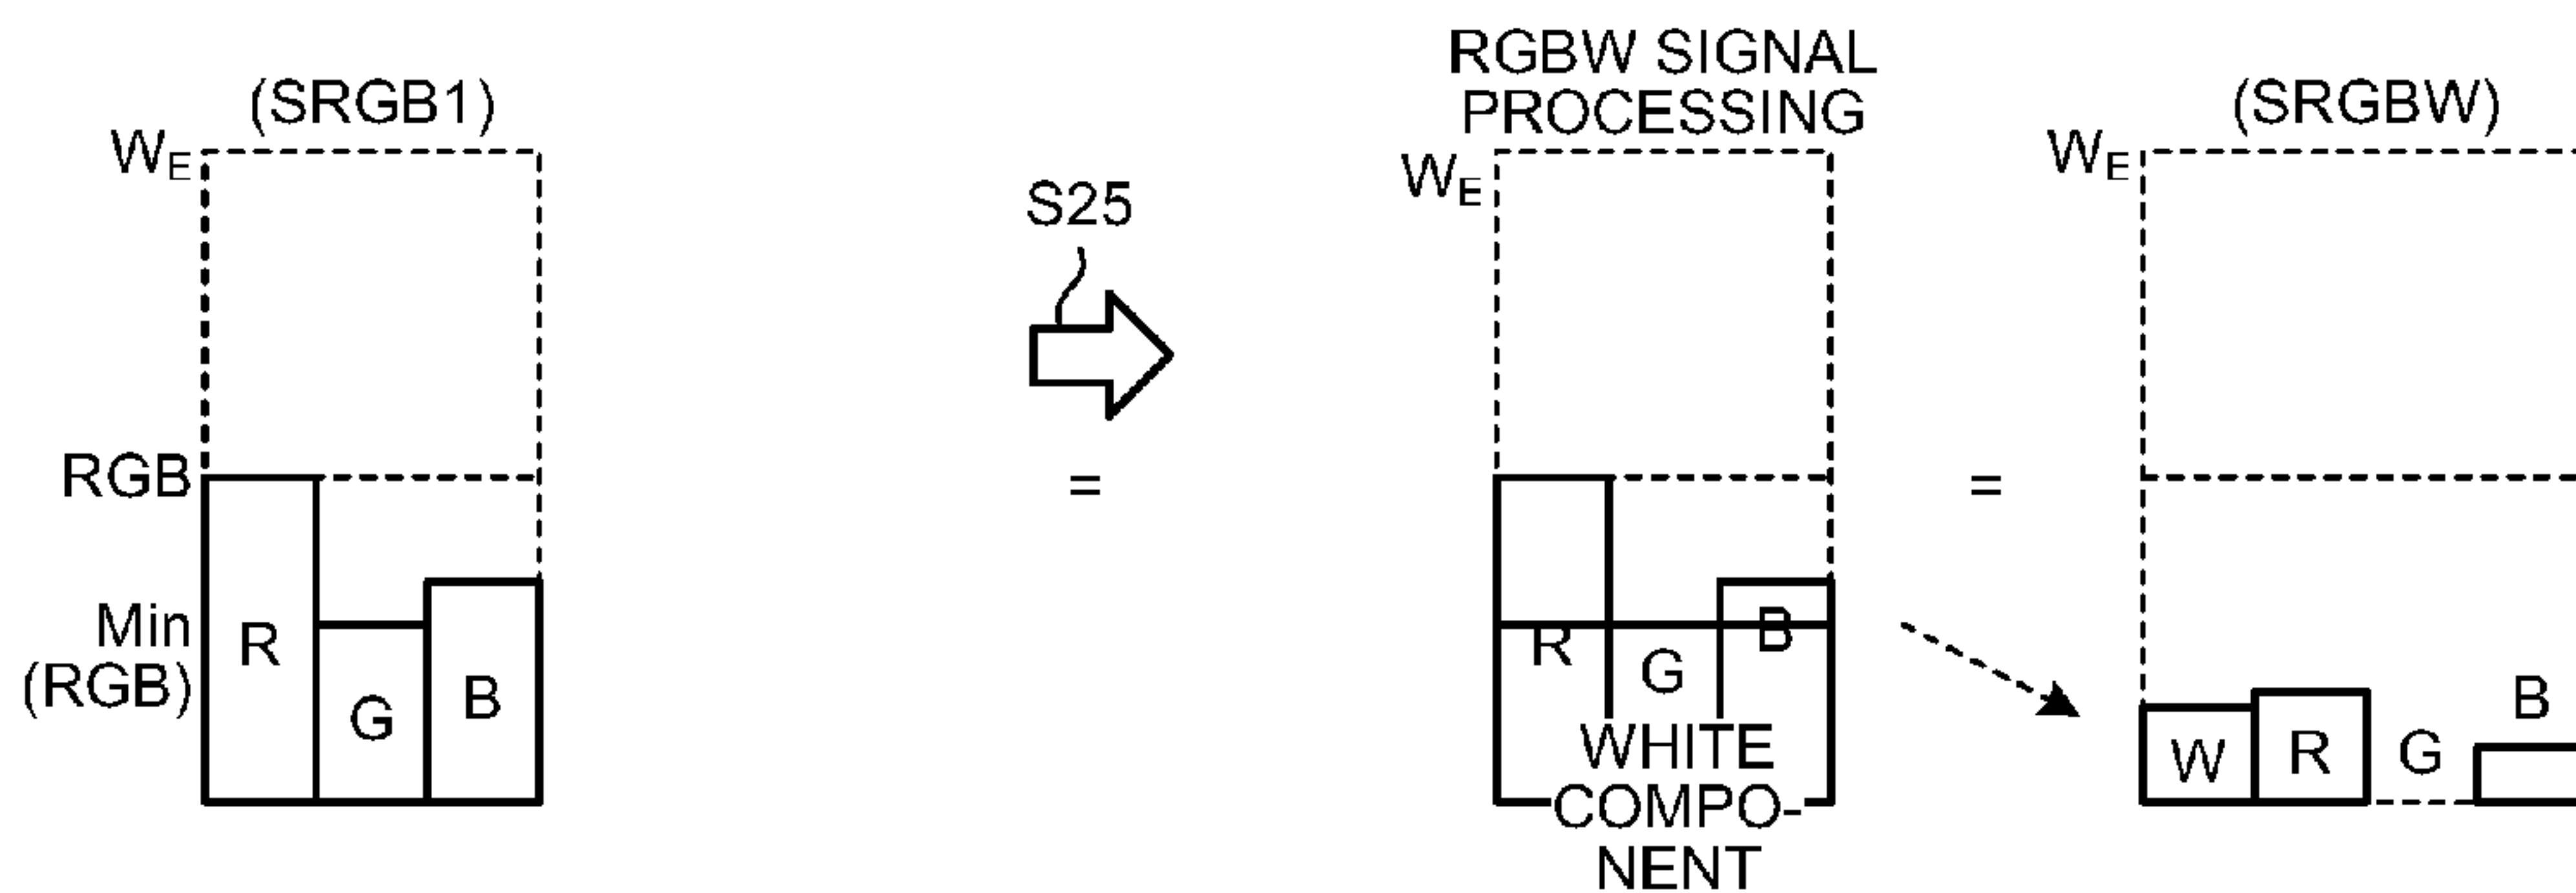 (SRGB1)
WE
RGB
Min
(RGB)
R
G
B
S25
=
RGBW SIGNAL
PROCESSING
WE
R
G
B
WHITE
COMPO-
NENT
=
(SRGBW)
WE
W
R
G
B